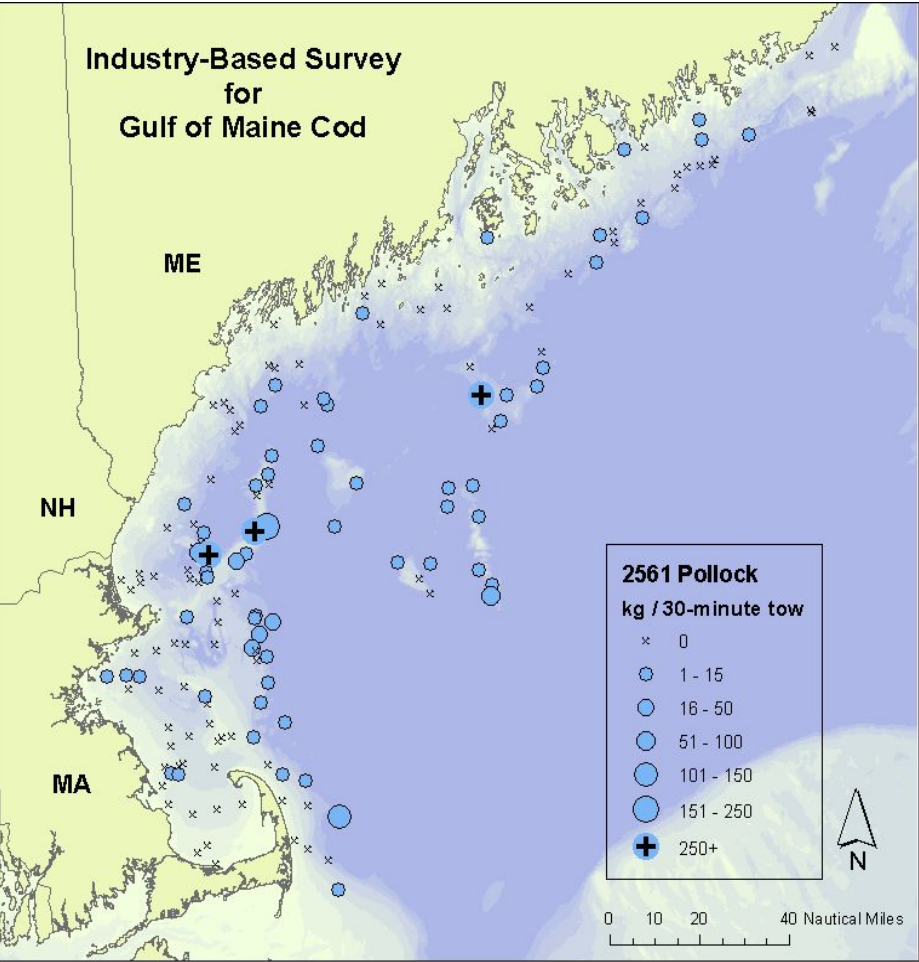 Industry-Based Survey
for
Gulf of Maine Cod
ME
NH
MA
2561 Pollock
kg / 30-minute tow
0
1 - 15
16 - 50
51 - 100
101 - 150
151 - 250
250+
N
0 10 20 40 Nautical Miles